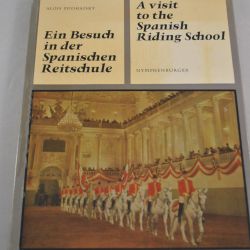 ALOIS PODHAJSKY
Ein Besuch
in der
Spanischen
Reitschule
A visit
to the
Spanish
Riding School
NYMPHENBURGER